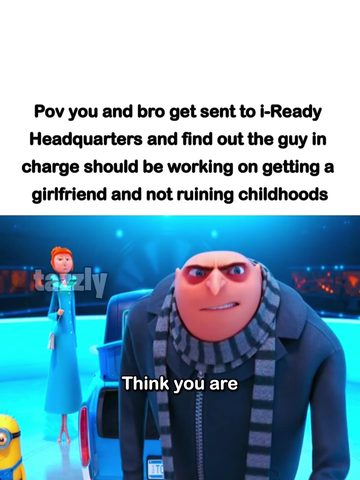 Pov you and bro get sent to i-Ready
Headquarters and find out the guy in
charge should be working on getting a
girlfriend and not ruining childhoods
tazzly
Think you are